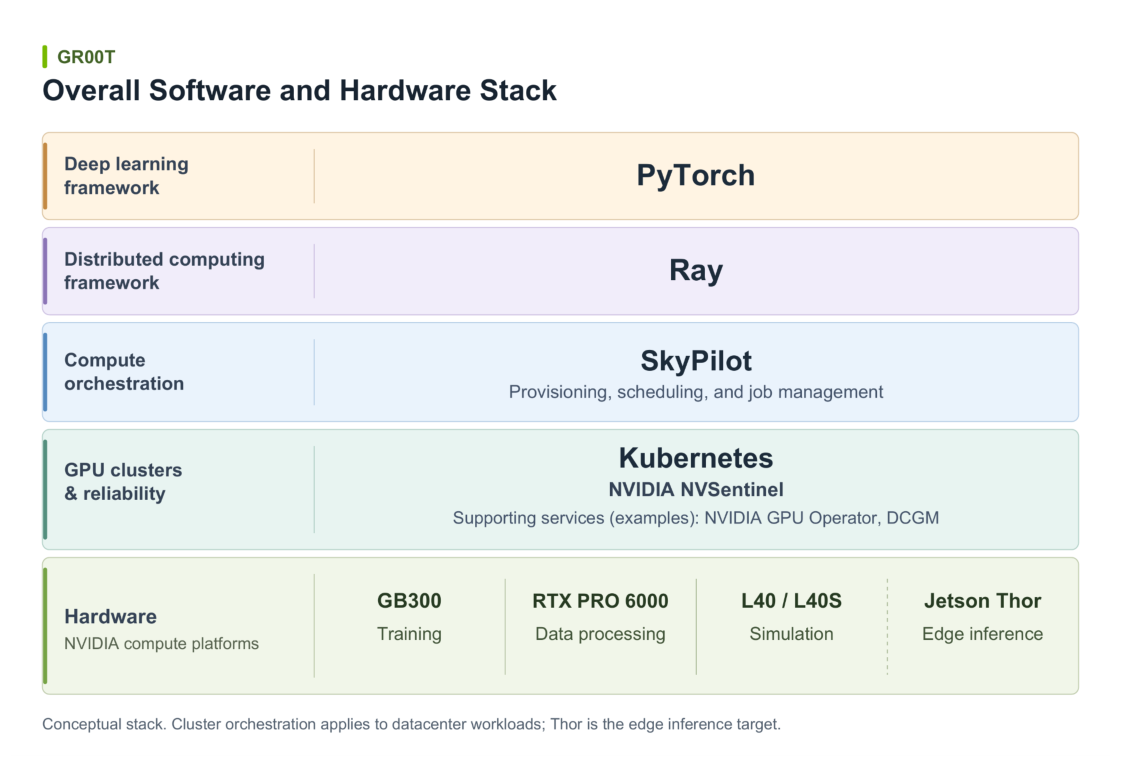 GR00T
Overall Software and Hardware Stack
Deep learning
framework
PyTorch
Distributed computing
framework
Ray
Compute
orchestration
SkyPilot
Provisioning, scheduling, and job management
GPU clusters
& reliability
Kubernetes
NVIDIA NVSentinel
Supporting services (examples): NVIDIA GPU Operator, DCGM
Hardware
NVIDIA compute platforms
GB300
Training
RTX PRO 6000
Data processing
L40 / L40S
Simulation
Jetson Thor
Edge inference
Conceptual stack. Cluster orchestration applies to datacenter workloads; Thor is the edge inference target.